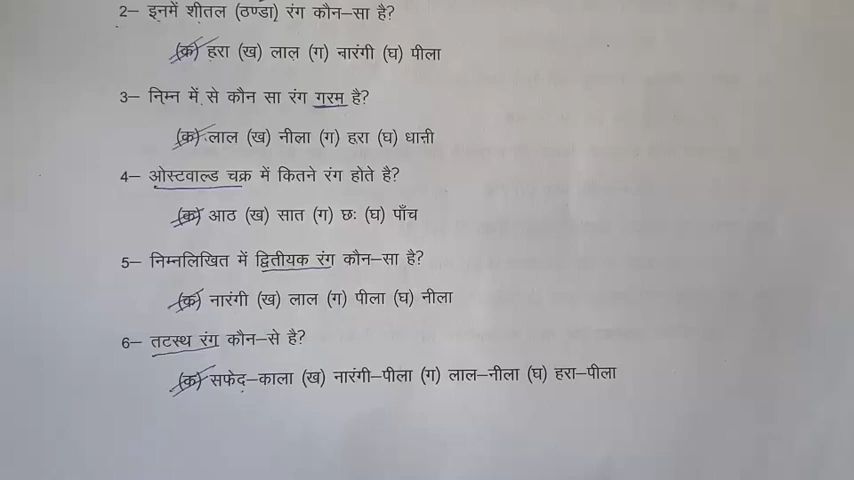 2– इनमें शीतल (ठण्डा) रंग कौन–सा है?
(क) हरा (ख) लाल (ग) नारंगी (घ) पीला
3– निम्न में से कौन सा रंग गरम है?
(क) लाल (ख) नीला (ग) हरा (घ) धानी
4– ओस्टवाल्ड चक्र में कितने रंग होते है?
(क) आठ (ख) सात (ग) छः (घ) पाँच
5– निम्नलिखित में द्वितीयक रंग कौन–सा है?
(क) नारंगी (ख) लाल (ग) पीला (घ) नीला
6– तटस्थ रंग कौन–से है?
(क) सफेद–काला (ख) नारंगी–पीला (ग) लाल–नीला (घ) हरा–पीला